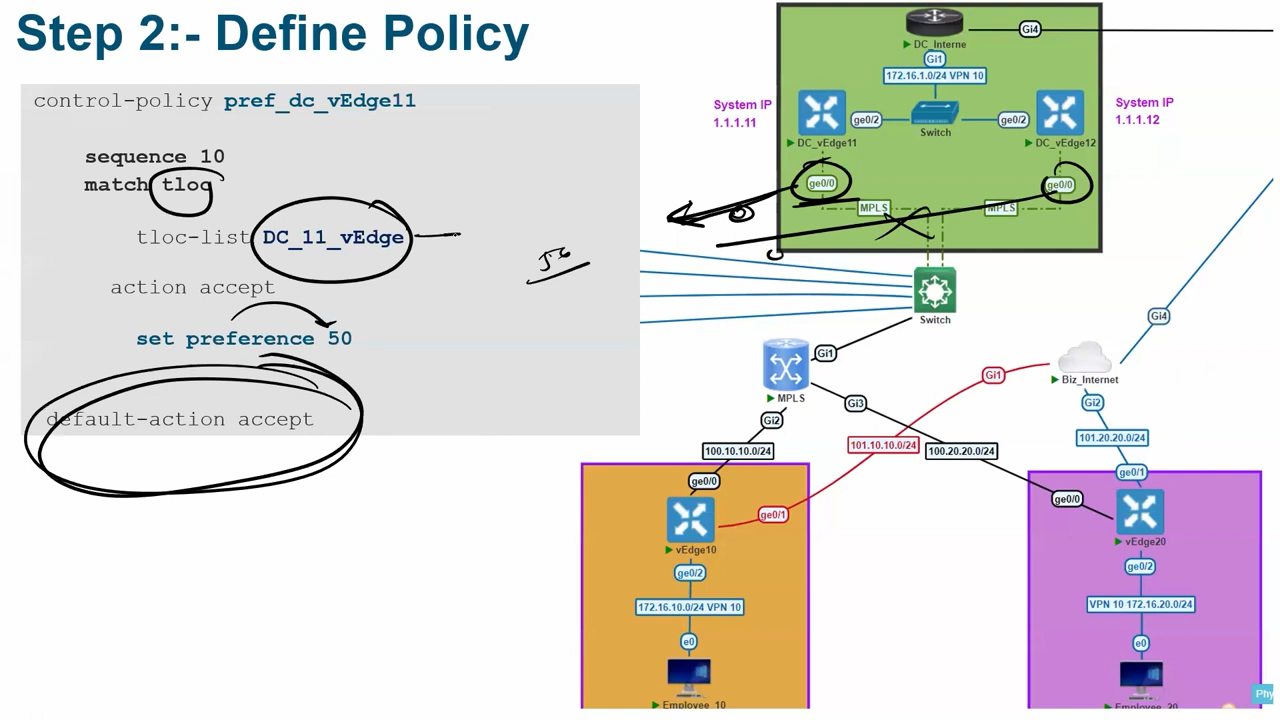 Step 2:- Define Policy
control-policy pref_dc_vEdge11
sequence 10
match tloc
tloc-list DC_11_vEdge
action accept
set preference 50
default-action accept
DC_Interne
Gi4
Gi1
172.16.1.0/24 VPN 10
System IP
1.1.1.11
System IP
1.1.1.12
ge0/2
Switch
ge0/2
DC_vEdge11
DC_vEdge12
ge0/0
ge0/0
MPLS
MPLS
Switch
Gi4
Gi1
MPLS
Gi1
Biz_Internet
Gi2
Gi3
Gi2
100.10.10.0/24
101.10.10.0/24
100.20.20.0/24
101.20.20.0/24
ge0/0
ge0/1
ge0/0
ge0/1
vEdge10
vEdge20
ge0/2
ge0/2
172.16.10.0/24 VPN 10
VPN 10 172.16.20.0/24
e0
e0
Employee_10
Employee_20
Phy